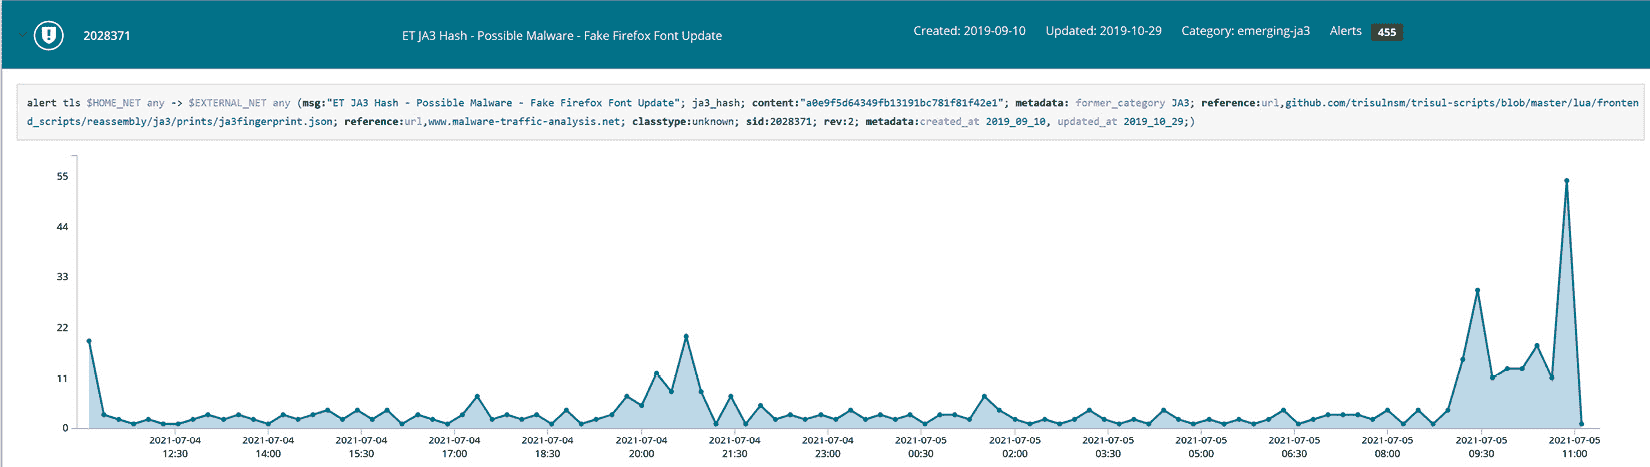 2028371 ET JA3 Hash - Possible Malware - Fake Firefox Font Update Created: 2019-09-10 Updated: 2019-10-29 Category: emerging-ja3 Alerts 455
alert tls $HOME_NET any -> $EXTERNAL_NET any (msg:"ET JA3 Hash - Possible Malware - Fake Firefox Font Update"; ja3_hash; content:"a0e9f5d64349fb13191bc781f81f42e1"; metadata: former_category JA3; reference:url,github.com/trisulnsm/trisul-scripts/blob/master/lua/fronten
d_scripts/reassembly/ja3/prints/ja3fingerprint.json; reference:url,www.malware-traffic-analysis.net; classtype:unknown; sid:2028371; rev:2; metadata:created_at 2019_09_10, updated_at 2019_10_29;)
55
44
33
22
11
0
2021-07-04 2021-07-04 2021-07-04 2021-07-04 2021-07-04 2021-07-04 2021-07-04 2021-07-04 2021-07-05 2021-07-05 2021-07-05 2021-07-05 2021-07-05 2021-07-05 2021-07-05 2021-07-05
12:30 14:00 15:30 17:00 18:30 20:00 21:30 23:00 00:30 02:00 03:30 05:00 06:30 08:00 09:30 11:00